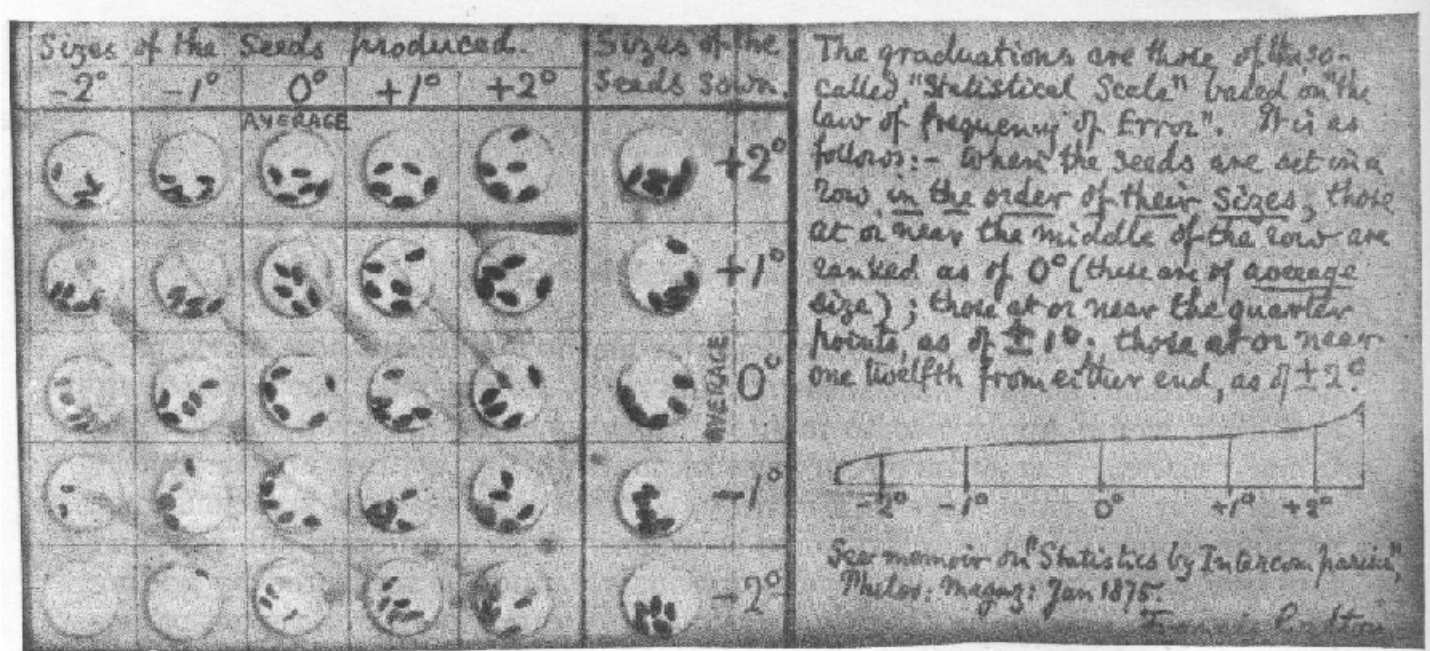 Sizes of the Seeds produced.
-2° -1° 0° +1° +2°
AVERAGE
Sizes of the
Seeds Sown.
+2°
+1°
0°
AVERAGE
-1°
-2°
The graduations are those of the so-
called "Statistical Scale" based on "the
law of frequency of Error". It is as
follows:- When the seeds are set in a
row in the order of their sizes, those
at or near the middle of the row are
ranked as of 0° (these are of average
size); those at or near the quarter
points, as of ±1°. those at or near
one twelfth from either end, as of ±2°.
-2° -1° 0° +1° +2°
See memoir on "Statistics by Intercomparison",
Philos: Magaz: Jan 1875.
Francis Galton